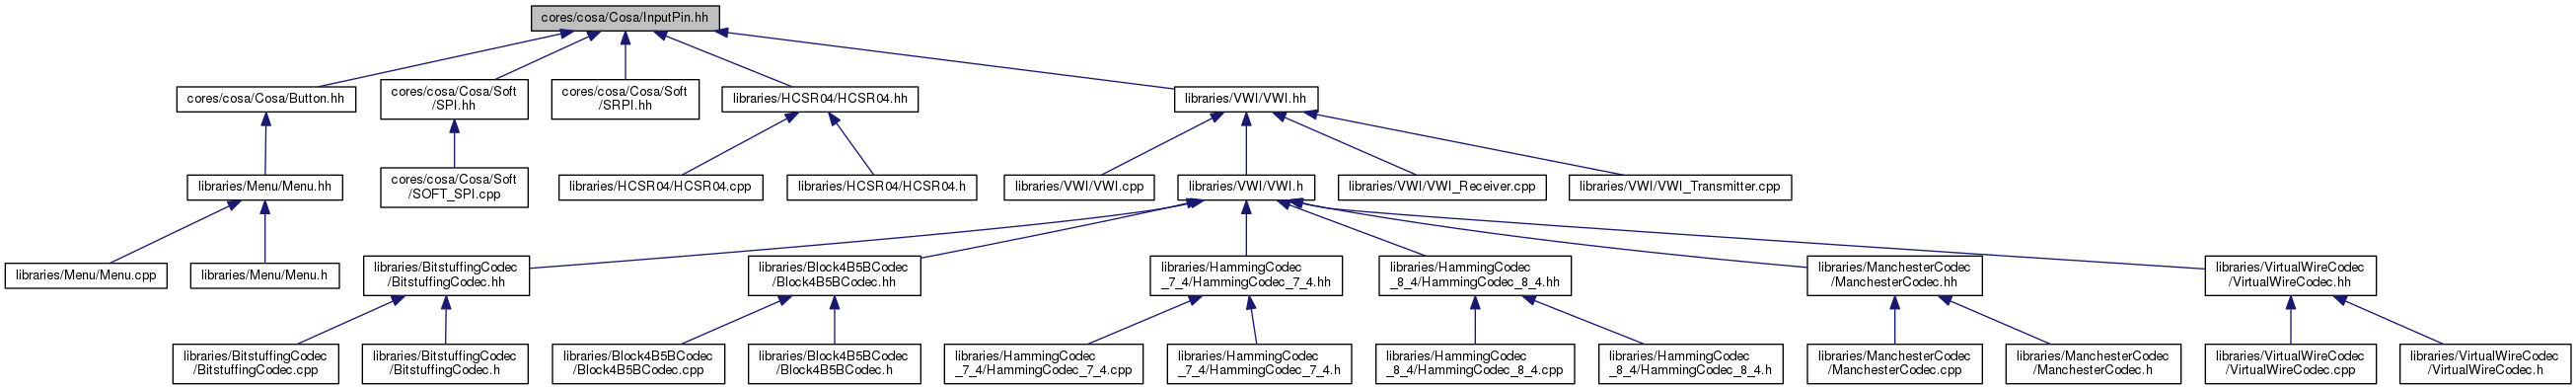 cores/cosa/Cosa/InputPin.hh
cores/cosa/Cosa/Button.hh
cores/cosa/Cosa/Soft
/SPI.hh
cores/cosa/Cosa/Soft
/SRPI.hh
libraries/HCSR04/HCSR04.hh
libraries/VWI/VWI.hh
libraries/Menu/Menu.hh
cores/cosa/Cosa/Soft
/SOFT_SPI.cpp
libraries/HCSR04/HCSR04.cpp
libraries/HCSR04/HCSR04.h
libraries/VWI/VWI.cpp
libraries/VWI/VWI.h
libraries/VWI/VWI_Receiver.cpp
libraries/VWI/VWI_Transmitter.cpp
libraries/Menu/Menu.cpp
libraries/Menu/Menu.h
libraries/BitstuffingCodec
/BitstuffingCodec.hh
libraries/Block4B5BCodec
/Block4B5BCodec.hh
libraries/HammingCodec
_7_4/HammingCodec_7_4.hh
libraries/HammingCodec
_8_4/HammingCodec_8_4.hh
libraries/ManchesterCodec
/ManchesterCodec.hh
libraries/VirtualWireCodec
/VirtualWireCodec.hh
libraries/BitstuffingCodec
/BitstuffingCodec.cpp
libraries/BitstuffingCodec
/BitstuffingCodec.h
libraries/Block4B5BCodec
/Block4B5BCodec.cpp
libraries/Block4B5BCodec
/Block4B5BCodec.h
libraries/HammingCodec
_7_4/HammingCodec_7_4.cpp
libraries/HammingCodec
_7_4/HammingCodec_7_4.h
libraries/HammingCodec
_8_4/HammingCodec_8_4.cpp
libraries/HammingCodec
_8_4/HammingCodec_8_4.h
libraries/ManchesterCodec
/ManchesterCodec.cpp
libraries/ManchesterCodec
/ManchesterCodec.h
libraries/VirtualWireCodec
/VirtualWireCodec.cpp
libraries/VirtualWireCodec
/VirtualWireCodec.h